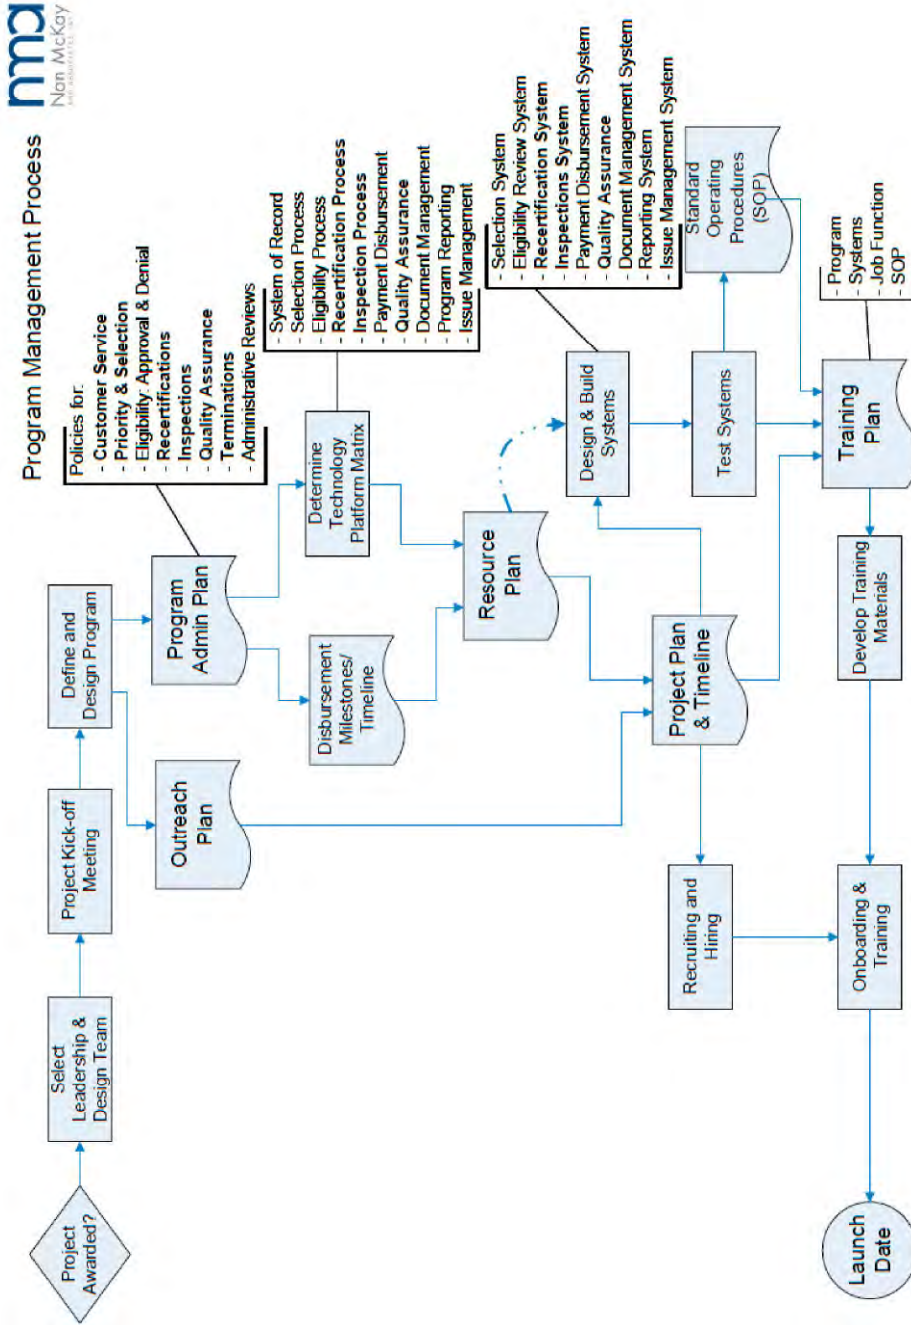 Program Management Process
nma
Nan McKay
Project
Awarded?
Select
Leadership &
Design Team
Project Kick-off
Meeting
Define and
Design Program
Policies for:
- Customer Service
- Priority & Selection
- Eligibility: Approval & Denial
- Recertifications
- Inspections
- Quality Assurance
- Terminations
- Administrative Reviews
Outreach
Plan
Program
Admin Plan
Disbursement
Milestones/
Timeline
Determine
Technology
Platform Matrix
- System of Record
- Selection Process
- Eligibility Process
- Recertification Process
- Inspection Process
- Payment Disbursement
- Quality Assurance
- Document Management
- Program Reporting
- Issue Management
Resource
Plan
Design & Build
Systems
- Selection System
- Eligibility Review System
- Recertification System
- Inspections System
- Payment Disbursement System
- Quality Assurance
- Document Management System
- Reporting System
- Issue Management System
Recruiting and
Hiring
Project Plan
& Timeline
Test Systems
Standard
Operating
Procedures
(SOP)
Launch
Date
Onboarding &
Training
Develop Training
Materials
Training
Plan
- Program
- Systems
- Job Function
- SOP